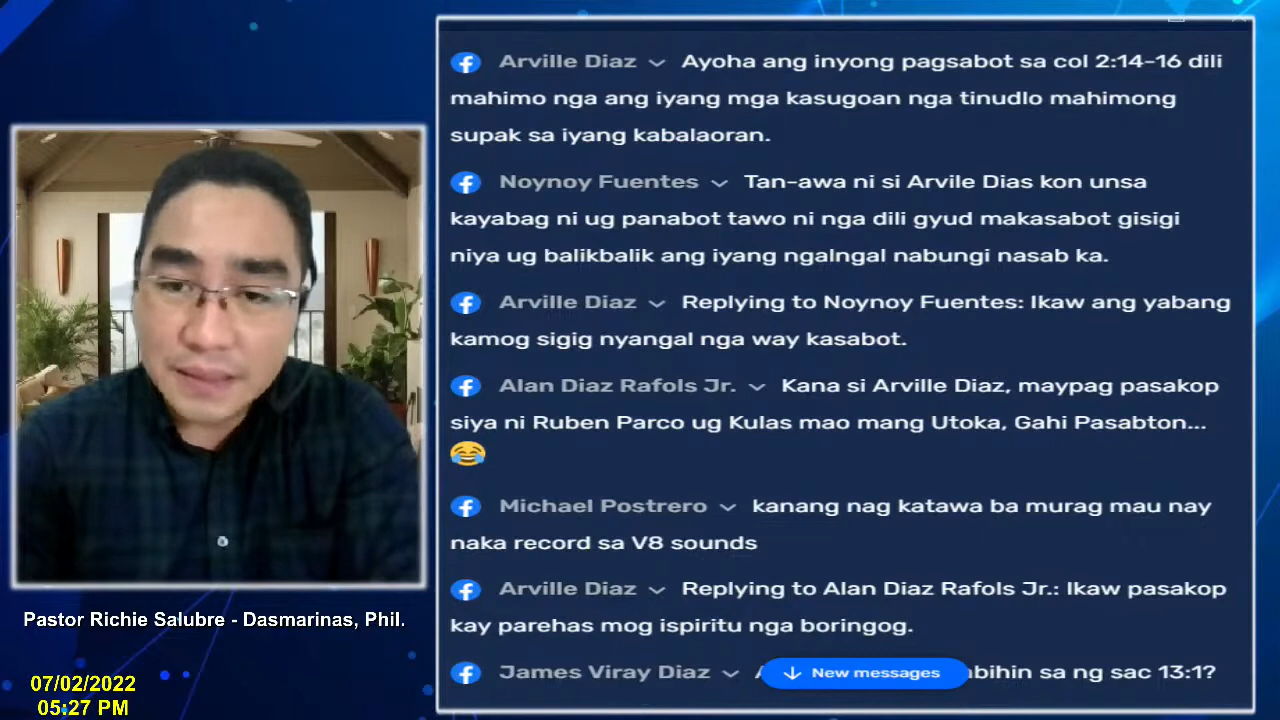 Arville Diaz Ayoha ang inyong pagsabot sa col 2:14-16 dili
mahimo nga ang iyang mga kasugoan nga tinudlo mahimong
supak sa iyang kabalaoran.
Noynoy Fuentes Tan-awa ni si Arvile Dias kon unsa
kayabag ni ug panabot tawo ni nga dili gyud makasabot gisigi
niya ug balikbalik ang iyang ngalngal nabungi nasab ka.
Arville Diaz Replying to Noynoy Fuentes: Ikaw ang yabang
kamog sigig nyangal nga way kasabot.
Alan Diaz Rafols Jr. Kana si Arville Diaz, maypag pasakop
siya ni Ruben Parco ug Kulas mao mang Utoka, Gahi Pasabton...
😂
Michael Postrero kanang nag katawa ba murag mau nay
naka record sa V8 sounds
Arville Diaz Replying to Alan Diaz Rafols Jr.: Ikaw pasakop
kay parehas mog ispiritu nga boringog.
James Viray Diaz sa ng sac 13:1?
New messages
Pastor Richie Salubre - Dasmarinas, Phil.
07/02/2022
05:27 PM